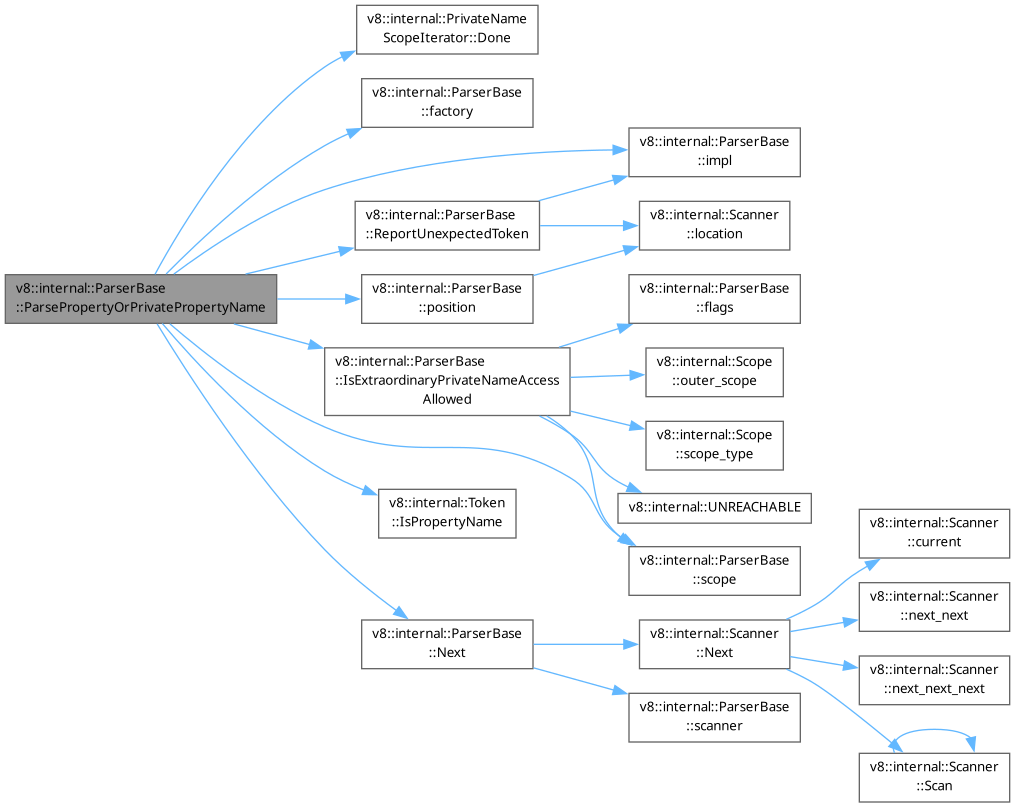 v8::internal::PrivateName
ScopeIterator::Done
v8::internal::ParserBase
::factory
v8::internal::ParserBase
::impl
v8::internal::ParserBase
::ReportUnexpectedToken
v8::internal::Scanner
::location
v8::internal::ParserBase
::ParsePropertyOrPrivatePropertyName
v8::internal::ParserBase
::position
v8::internal::ParserBase
::flags
v8::internal::ParserBase
::IsExtraordinaryPrivateNameAccess
Allowed
v8::internal::Scope
::outer_scope
v8::internal::Scope
::scope_type
v8::internal::Token
::IsPropertyName
v8::internal::UNREACHABLE
v8::internal::ParserBase
::scope
v8::internal::Scanner
::current
v8::internal::Scanner
::next_next
v8::internal::ParserBase
::Next
v8::internal::Scanner
::Next
v8::internal::Scanner
::next_next_next
v8::internal::ParserBase
::scanner
v8::internal::Scanner
::Scan